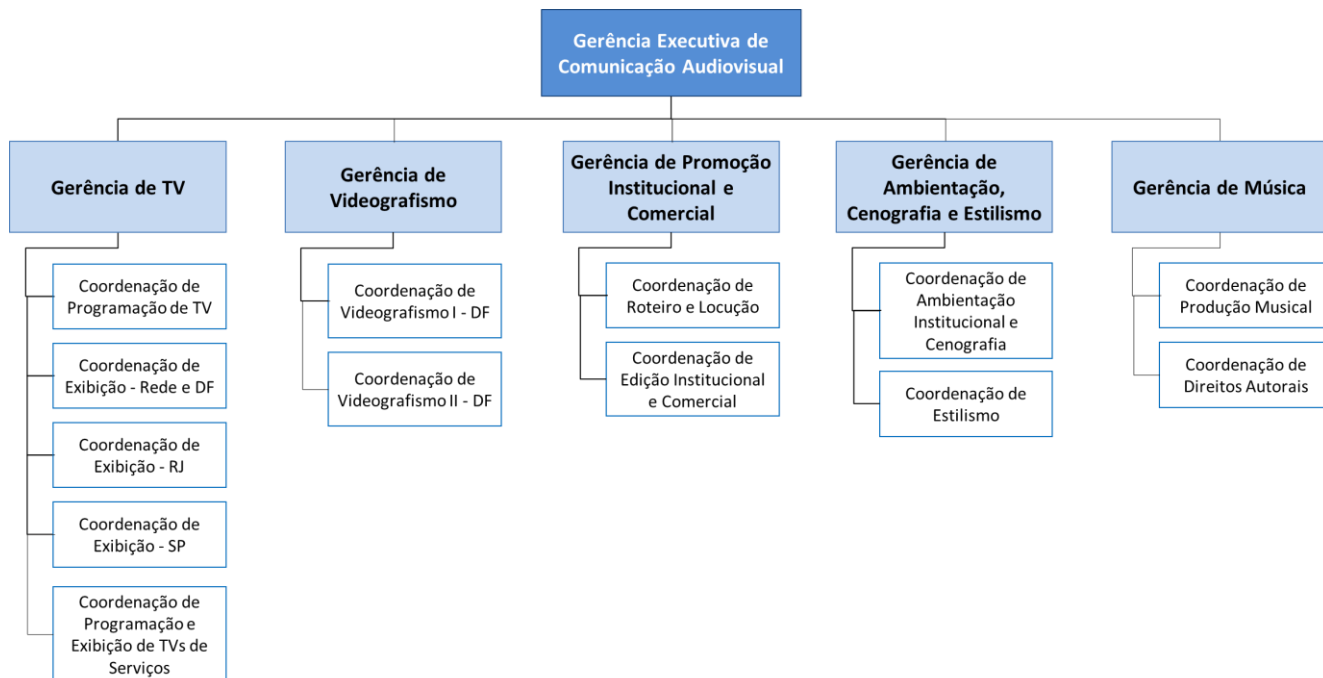 Gerência Executiva de
Comunicação Audiovisual
Gerência de TV
Gerência de
Videografismo
Gerência de Promoção
Institucional e
Comercial
Gerência de
Ambientação,
Cenografia e Estilismo
Gerência de Música
Coordenação de
Programação de TV
Coordenação de
Exibição - Rede e DF
Coordenação de
Exibição - RJ
Coordenação de
Exibição - SP
Coordenação de
Programação e
Exibição de TVs de
Serviços
Coordenação de
Videografismo I - DF
Coordenação de
Videografismo II - DF
Coordenação de
Roteiro e Locução
Coordenação de
Edição Institucional
e Comercial
Coordenação de
Ambientação
Institucional e
Cenografia
Coordenação de
Estilismo
Coordenação de
Produção Musical
Coordenação de
Direitos Autorais